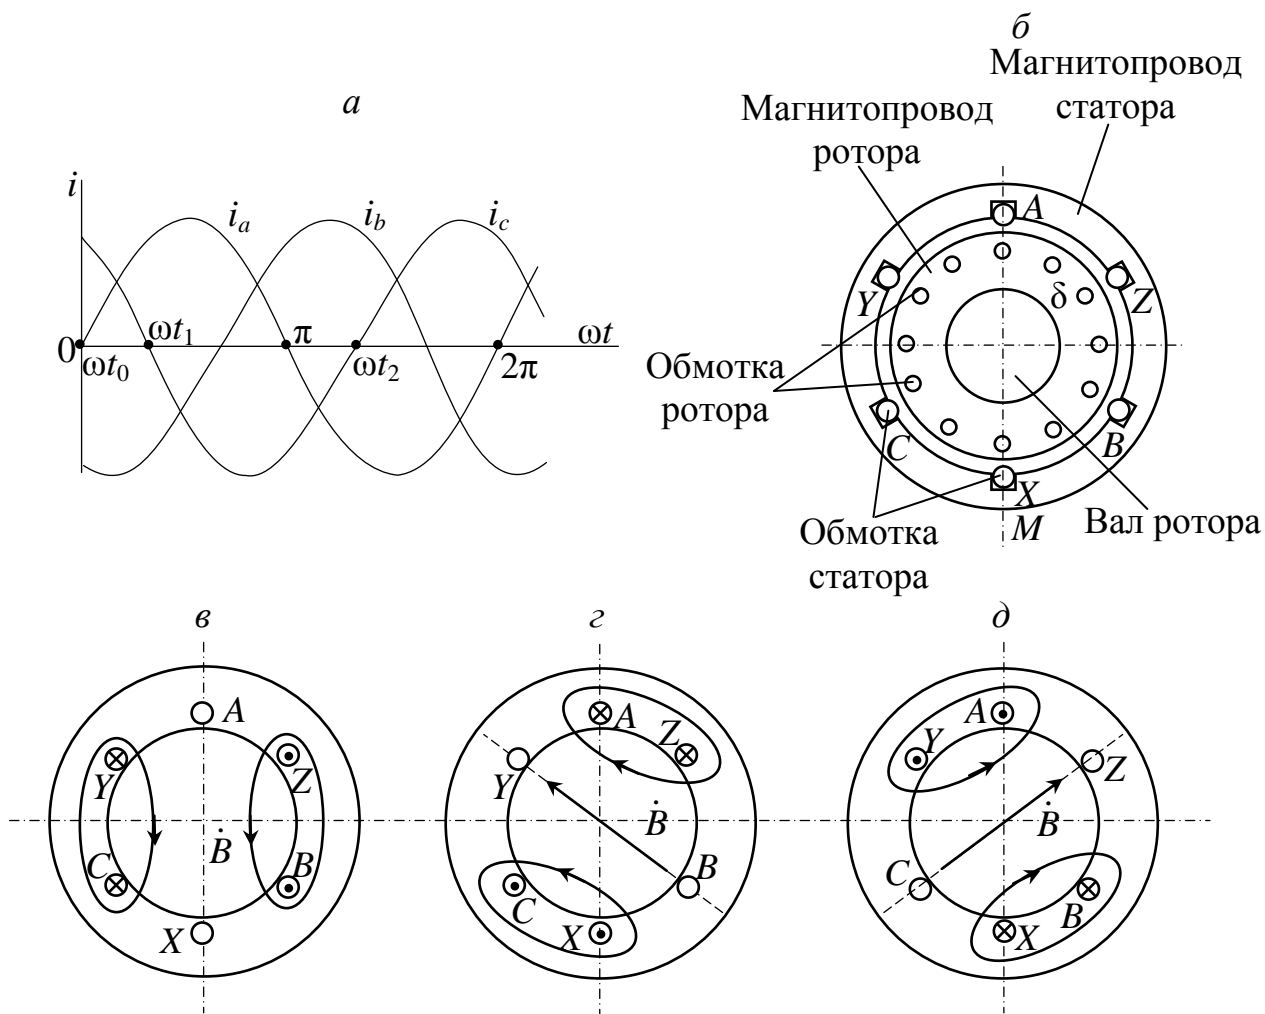 б
Магнитопровод
статора
а
Магнитопровод
ротора
i
i_a
i_b
i_c
A
Y
δ
Z
ωt_1
π
ωt
0
ωt_0
ωt_2
2π
Обмотка
ротора
C
B
X
Вал ротора
M
Обмотка
статора
в
г
д
A
Y
Z
Ḃ
C
B
X
A
Z
Y
Ḃ
B
C
X
A
Y
Z
Ḃ
C
B
X